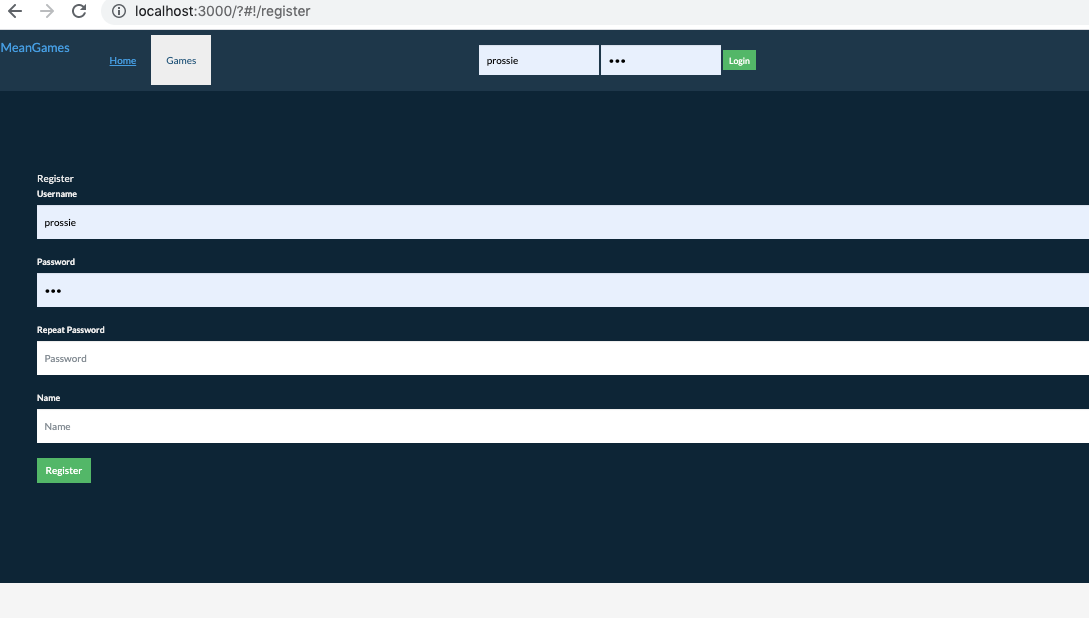 localhost:3000/?#!/register
MeanGames
Home
Games
prossie
•••
Login
Register
Username
prossie
Password
•••
Repeat Password
Password
Name
Name
Register